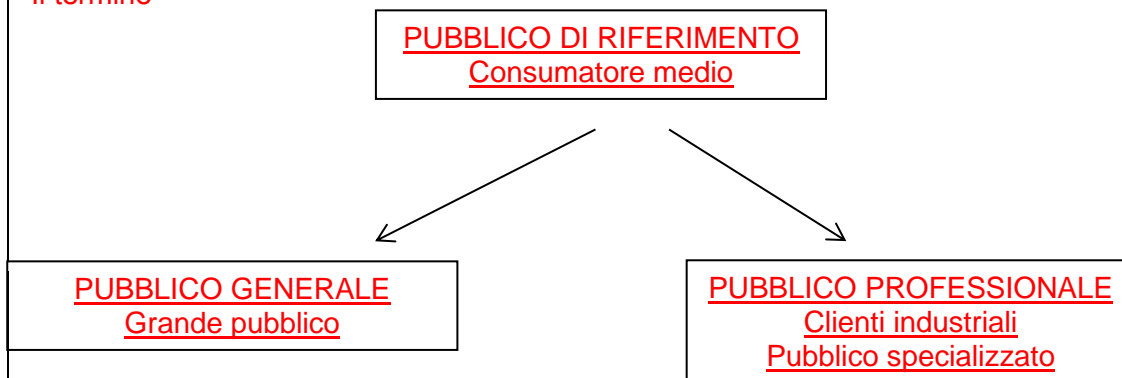 Il termine
PUBBLICO DI RIFERIMENTO
Consumatore medio
PUBBLICO GENERALE
Grande pubblico
PUBBLICO PROFESSIONALE
Clienti industriali
Pubblico specializzato